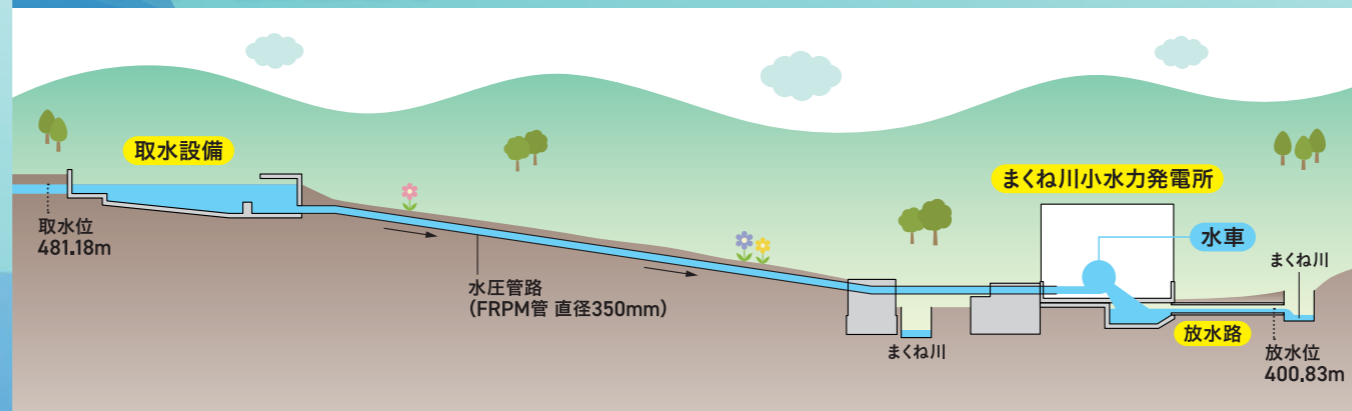 取水設備
取水位
481.18m
水圧管路
(FRPM管 直径350mm)
まくね川
まくね川小水力発電所
水車
まくね川
放水路
放水位
400.83m